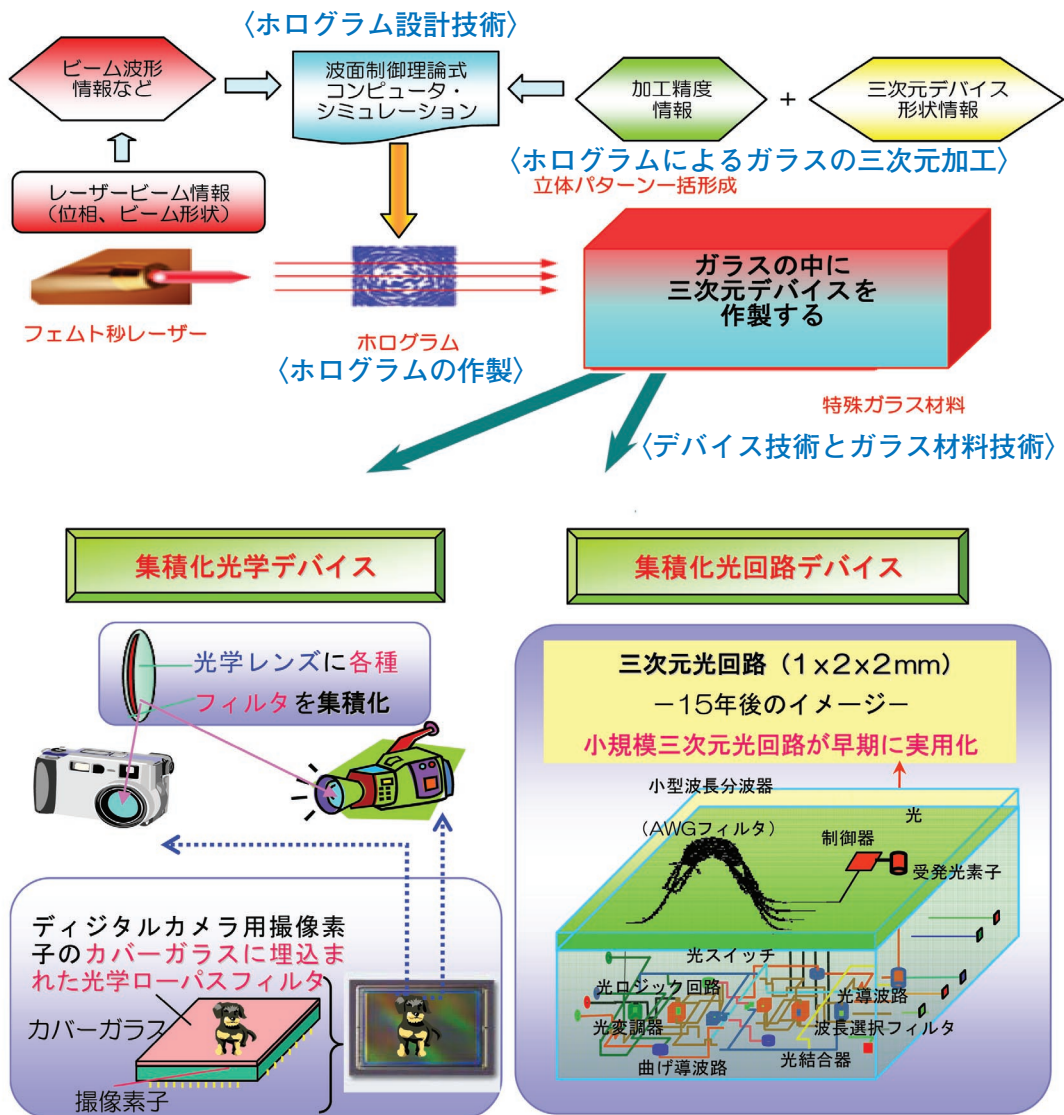 〈ホログラム設計技術〉
ビーム波形
情報など
波面制御理論式
コンピュータ・
シミュレーション
加工精度
情報
+
三次元デバイス
形状情報
〈ホログラムによるガラスの三次元加工〉
レーザービーム情報
(位相、ビーム形状)
立体パターン一括形成
ガラスの中に
三次元デバイスを
作製する
フェムト秒レーザー
ホログラム
〈ホログラムの作製〉
特殊ガラス材料
〈デバイス技術とガラス材料技術〉
集積化光学デバイス
光学レンズに各種
フィルタを集積化
ディジタルカメラ用撮像素
子のカバーガラスに埋込ま
れた光学ローパスフィルタ
カバーガラス
撮像素子
集積化光回路デバイス
三次元光回路(1x2x2mm)
−15年後のイメージ−
小規模三次元光回路が早期に実用化
小型波長分波器
(AWGフィルタ)
光
制御器
受発光素子
光スイッチ
光ロジック回路
光導波路
光変調器
波長選択フィルタ
光結合器
曲げ導波路